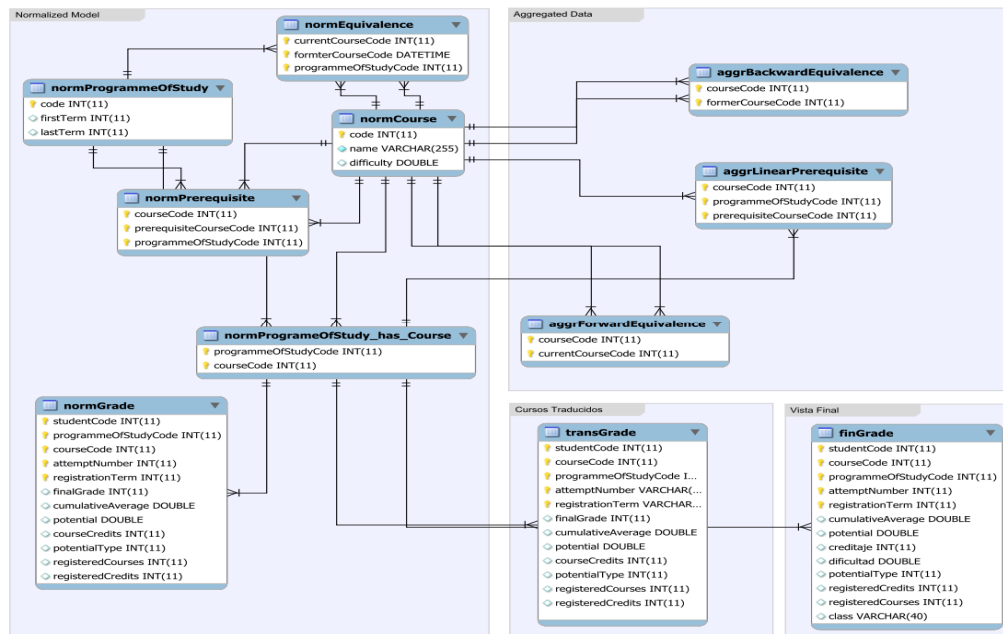 Normalized Model
normEquivalence
currentCourseCode INT(11)
formterCourseCode DATETIME
programmeOfStudyCode INT(11)
normProgrammeOfStudy
code INT(11)
firstTerm INT(11)
lastTerm INT(11)
normCourse
code INT(11)
name VARCHAR(255)
difficulty DOUBLE
normPrerequisite
courseCode INT(11)
prerequisiteCourseCode INT(11)
programmeOfStudyCode INT(11)
normProgrameOfStudy_has_Course
programmeOfStudyCode INT(11)
courseCode INT(11)
normGrade
studentCode INT(11)
programmeOfStudyCode INT(11)
courseCode INT(11)
attemptNumber INT(11)
registrationTerm INT(11)
finalGrade INT(11)
cumulativeAverage DOUBLE
potential DOUBLE
courseCredits INT(11)
potentialType INT(11)
registeredCourses INT(11)
registeredCredits INT(11)
Aggregated Data
aggrBackwardEquivalence
courseCode INT(11)
formerCourseCode INT(11)
aggrLinearPrerequisite
courseCode INT(11)
programmeOfStudyCode INT(11)
prerequisiteCourseCode INT(11)
aggrForwardEquivalence
courseCode INT(11)
currentCourseCode INT(11)
Cursos Traducidos
transGrade
studentCode INT(11)
courseCode INT(11)
programmeOfStudyCode I...
attemptNumber VARCHAR(...
registrationTerm VARCHAR...
finalGrade INT(11)
cumulativeAverage DOUBLE
potential DOUBLE
courseCredits INT(11)
potentialType INT(11)
registeredCourses INT(11)
registeredCredits INT(11)
Vista Final
finGrade
studentCode INT(11)
courseCode INT(11)
programmeOfStudyCode INT(11)
attemptNumber INT(11)
registrationTerm INT(11)
cumulativeAverage DOUBLE
potential DOUBLE
creditaje INT(11)
dificultad DOUBLE
potentialType INT(11)
registeredCredits INT(11)
registeredCourses INT(11)
class VARCHAR(40)